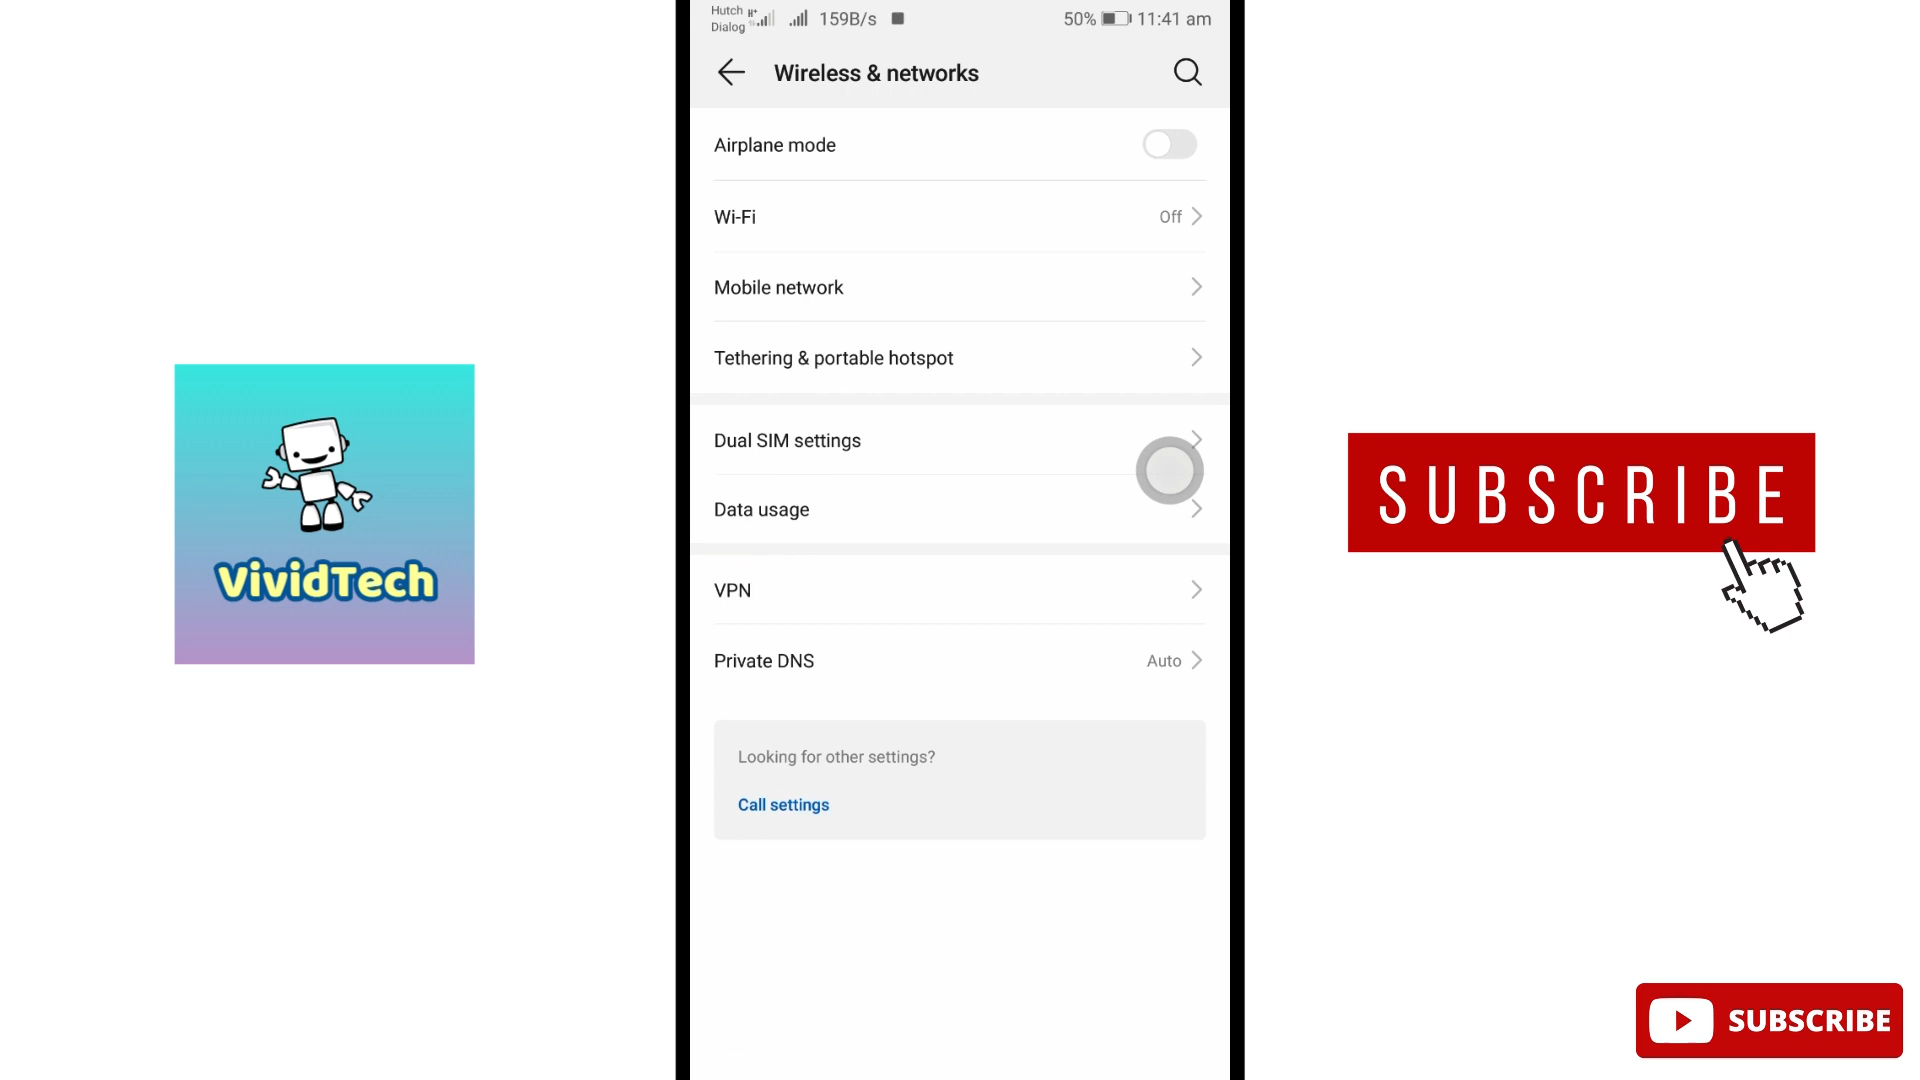 Hutch
Dialog
H+
159B/s
50%
11:41 am
Wireless & networks
Airplane mode
Wi-Fi
Off
Mobile network
Tethering & portable hotspot
Dual SIM settings
Data usage
VPN
Private DNS
Auto
Looking for other settings?
Call settings
VividTech
SUBSCRIBE
SUBSCRIBE